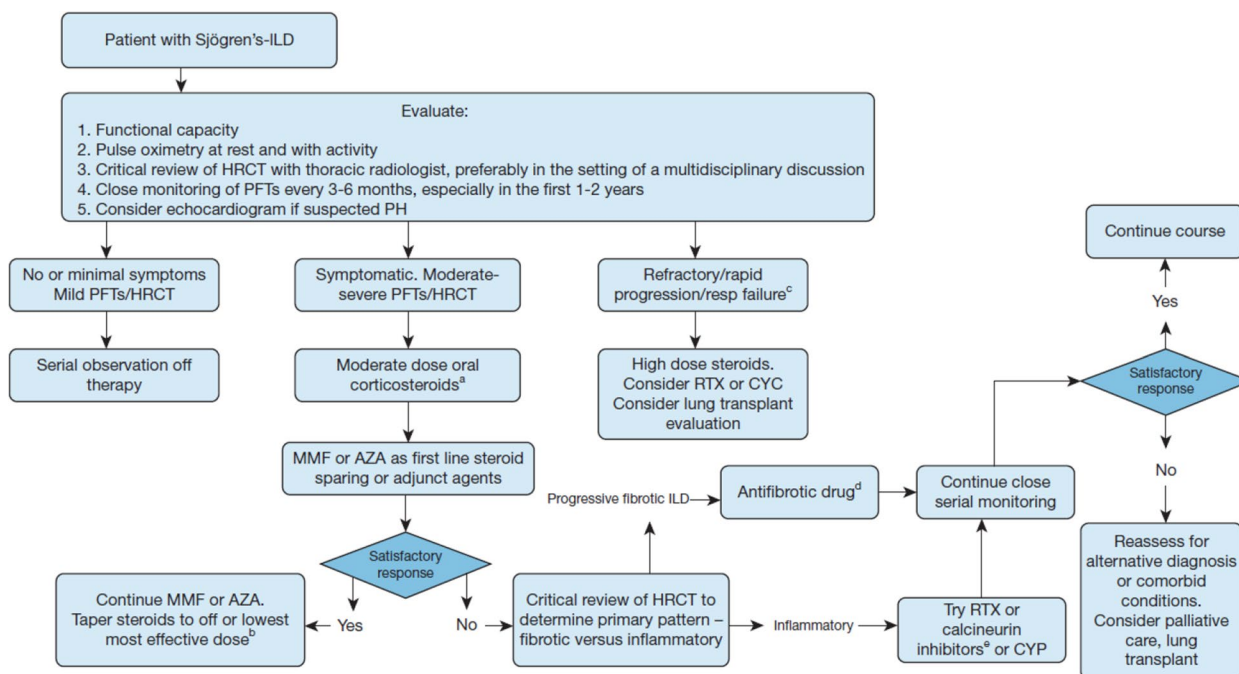 Patient with Sjögren's-ILD
Evaluate:
1. Functional capacity
2. Pulse oximetry at rest and with activity
3. Critical review of HRCT with thoracic radiologist, preferably in the setting of a multidisciplinary discussion
4. Close monitoring of PFTs every 3-6 months, especially in the first 1-2 years
5. Consider echocardiogram if suspected PH
No or minimal symptoms
Mild PFTs/HRCT
Serial observation off
therapy
Symptomatic. Moderate-
severe PFTs/HRCT
Moderate dose oral
corticosteroidsᵃ
MMF or AZA as first line steroid
sparing or adjunct agents
Satisfactory
response
Yes
Continue MMF or AZA.
Taper steroids to off or lowest
most effective doseᵇ
No
Critical review of HRCT to
determine primary pattern –
fibrotic versus inflammatory
Progressive fibrotic ILD
Antifibrotic drugᵈ
Inflammatory
Try RTX or
calcineurin
inhibitorsᵉ or CYP
Continue close
serial monitoring
Refractory/rapid
progression/resp failureᶜ
High dose steroids.
Consider RTX or CYC
Consider lung transplant
evaluation
Satisfactory
response
Yes
Continue course
No
Reassess for
alternative diagnosis
or comorbid
conditions.
Consider palliative
care, lung
transplant